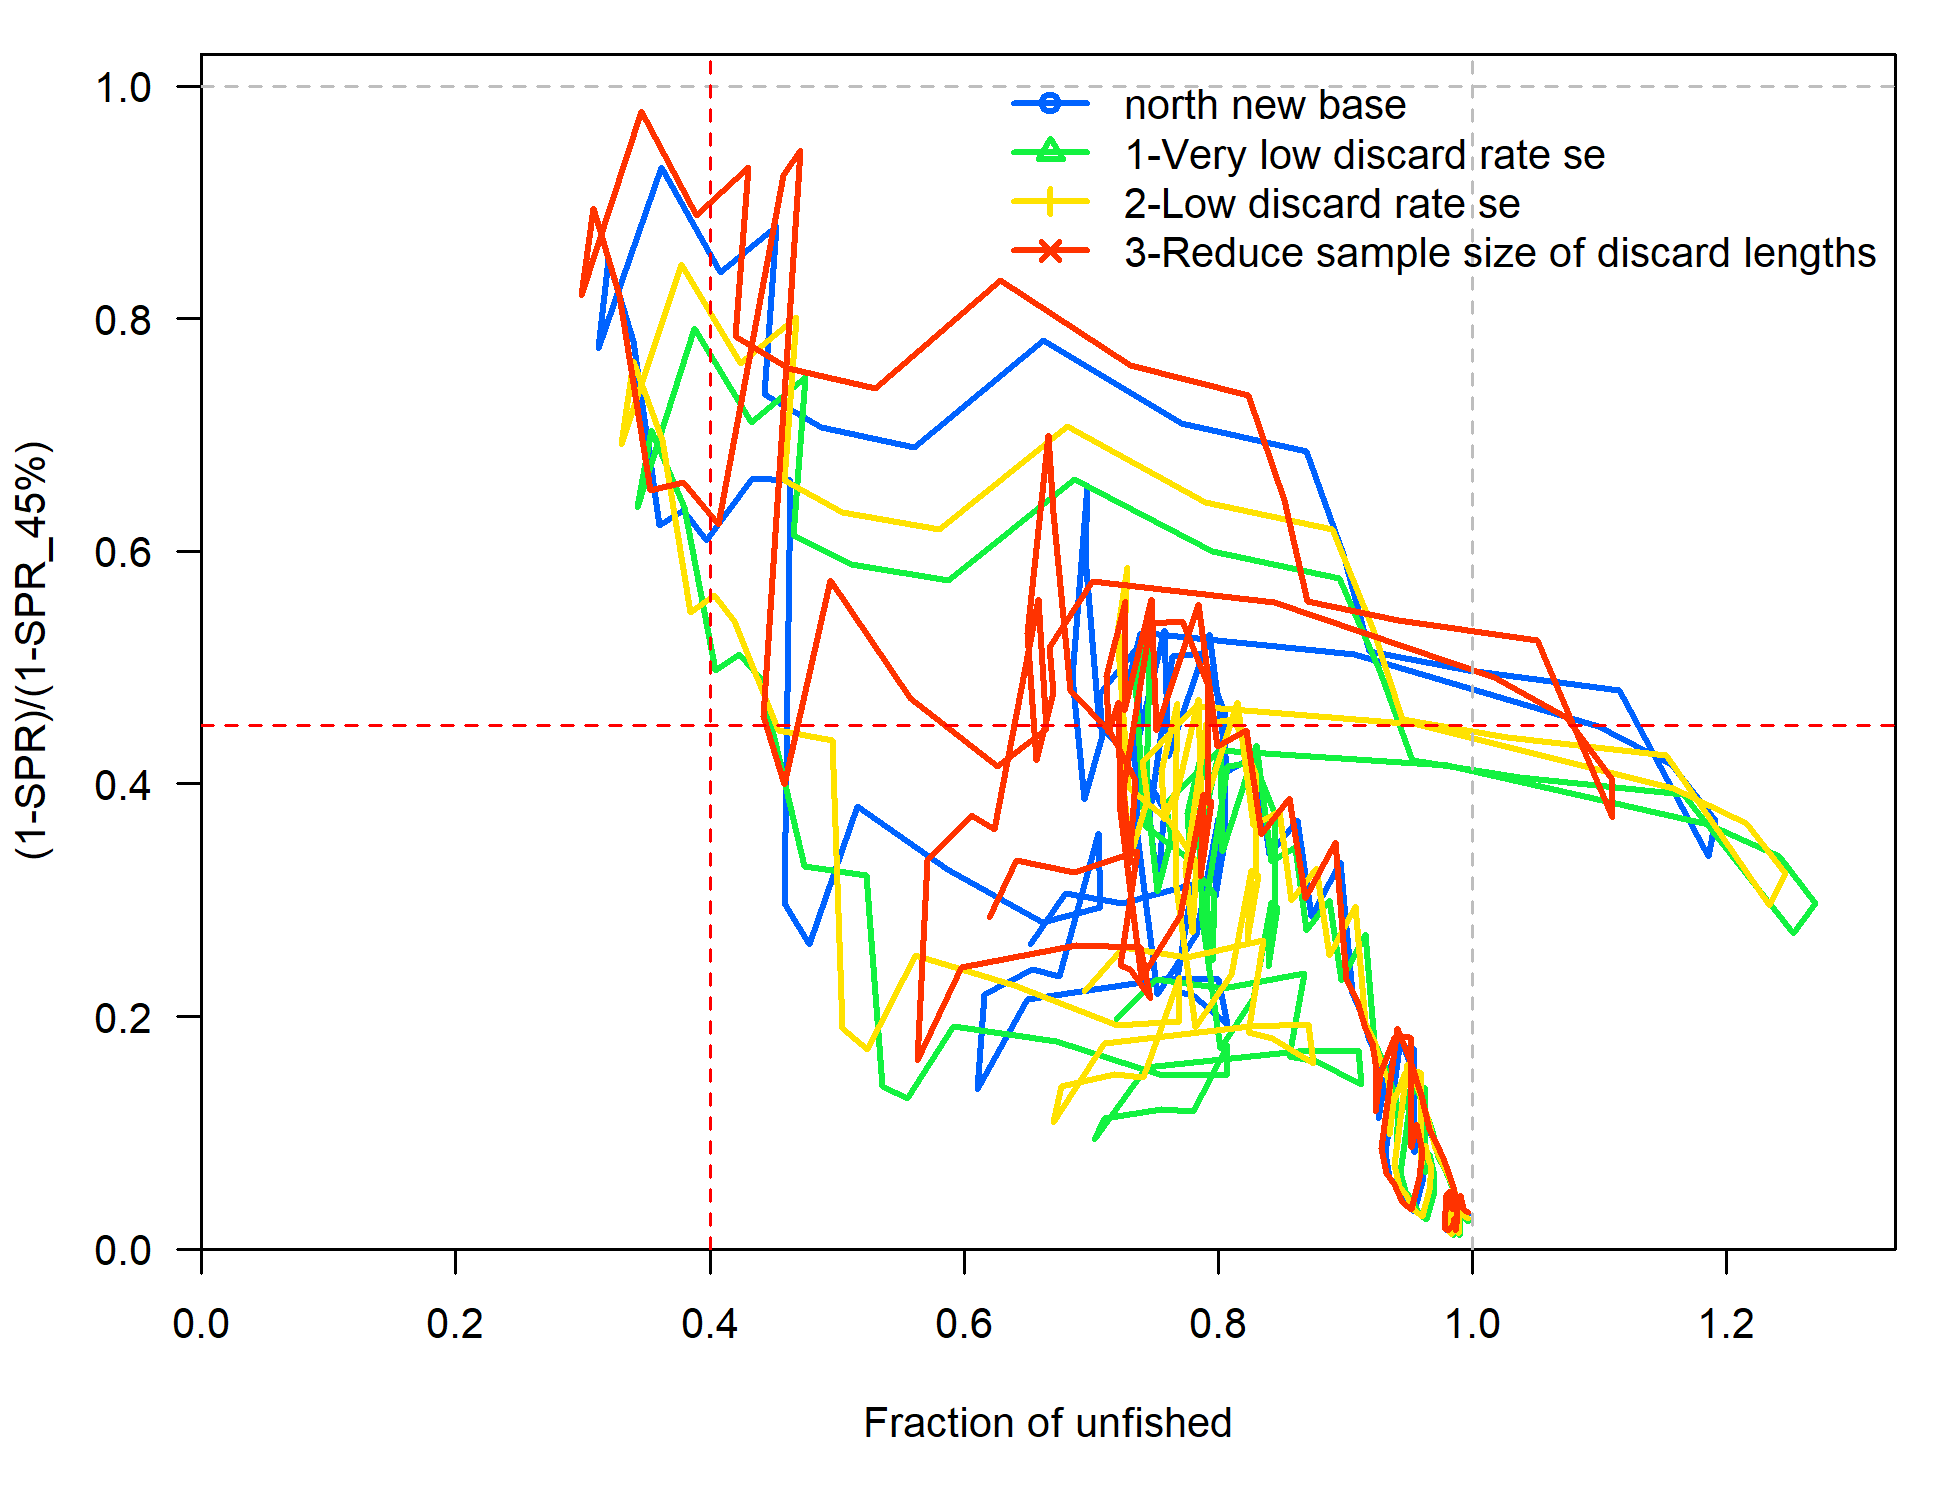 (1-SPR)/(1-SPR_45%)
1.0
0.8
0.6
0.4
0.2
0.0
north new base
1-Very low discard rate se
2-Low discard rate se
3-Reduce sample size of discard lengths
0.0 0.2 0.4 0.6 0.8 1.0 1.2
Fraction of unfished